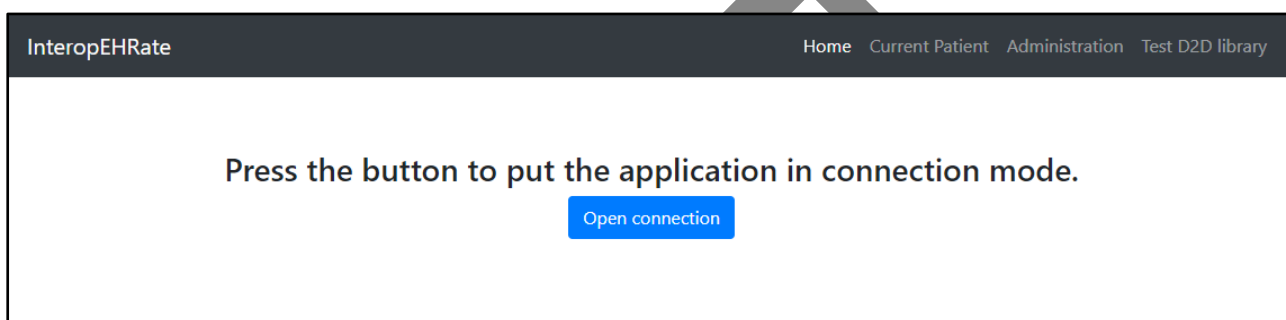 InteropEHRate Home Current Patient Administration Test D2D library
Press the button to put the application in connection mode.
Open connection